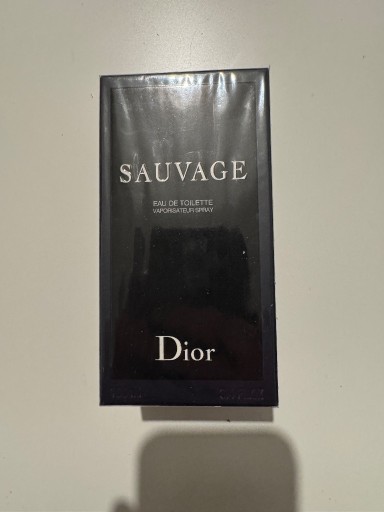 SAUVAGE
EAU DE TOILETTE
VAPORISATEUR SPRAY
Dior